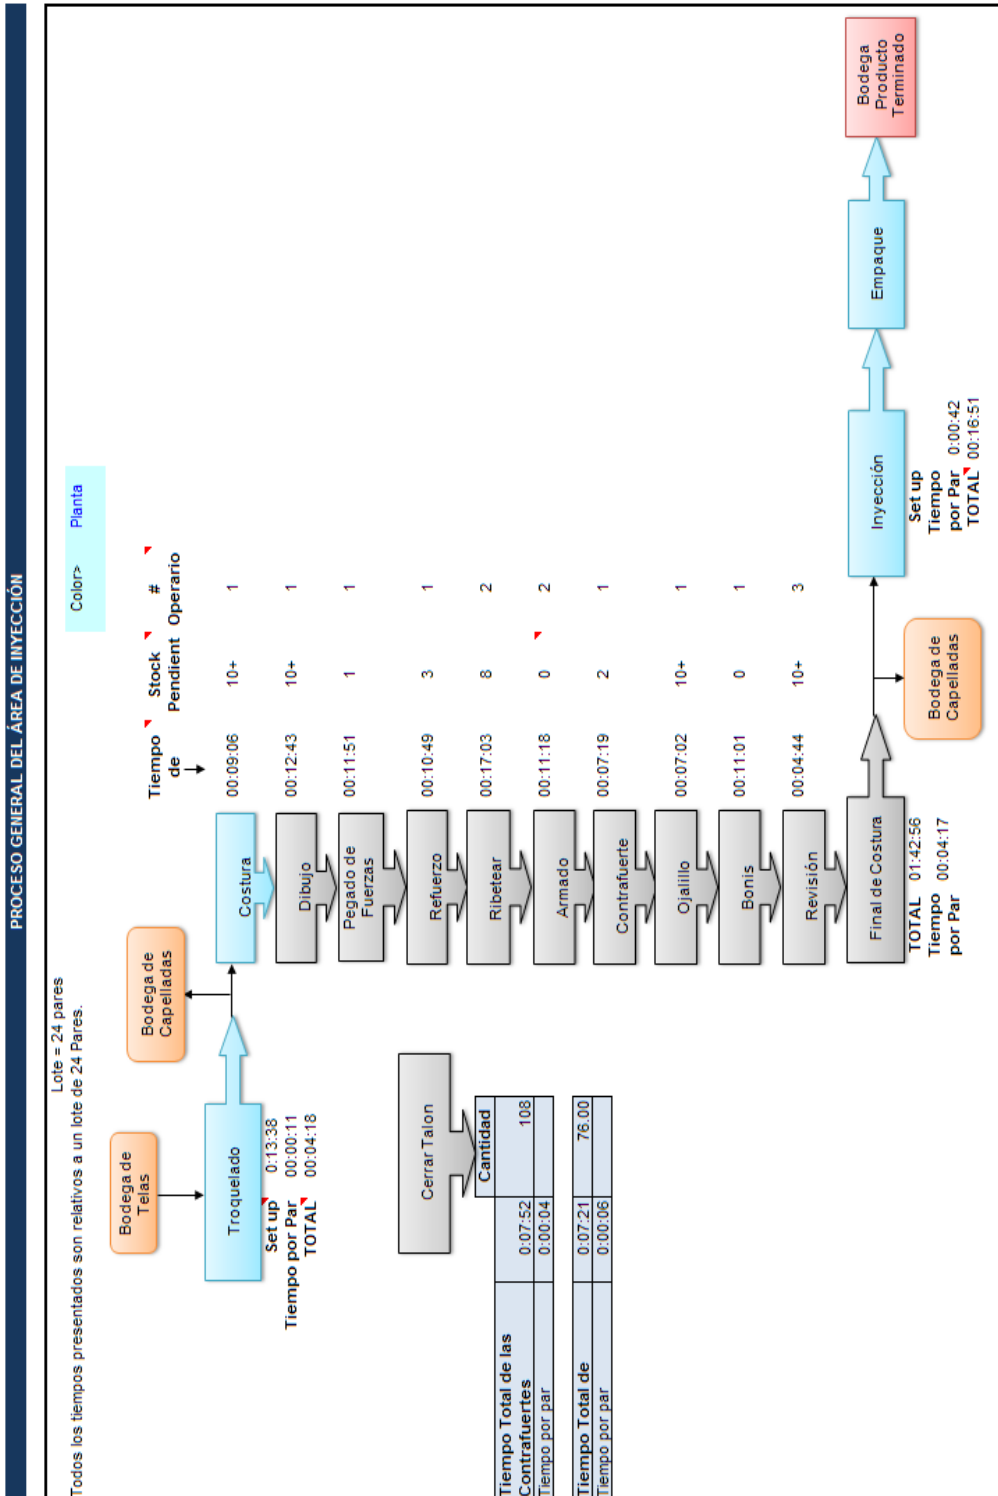 PROCESO GENERAL DEL ÁREA DE INYECCIÓN
Lote = 24 pares
Todos los tiempos presentados son relativos a un lote de 24 Pares.
Color> Planta
Bodega de
Telas
Bodega de
Capelladas
Troquelado
Set up 0:13:38
Tiempo por Par 00:00:11
TOTAL 00:04:18
Tiempo
de
Stock
Pendient
#
Operario
Costura 00:09:06 10+ 1
Dibujo 00:12:43 10+ 1
Pegado de
Fuerzas 00:11:51 1 1
Refuerzo 00:10:49 3 1
Ribetear 00:17:03 8 2
Armado 00:11:18 0 2
Contrafuerte 00:07:19 2 1
Ojalillo 00:07:02 10+ 1
Bonis 00:11:01 0 1
Revisión 00:04:44 10+ 3
Final de Costura
TOTAL 01:42:56
Tiempo
por Par 00:04:17
Cerrar Talon
Cantidad
Tiempo Total de las
Contrafuertes 0:07:52 108
Tiempo por par 0:00:04
Tiempo Total de 0:07:21 76.00
Tiempo por par 0:00:06
Bodega de
Capelladas
Inyección
Set up
Tiempo
por Par 0:00:42
TOTAL 00:16:51
Empaque
Bodega
Producto
Terminado